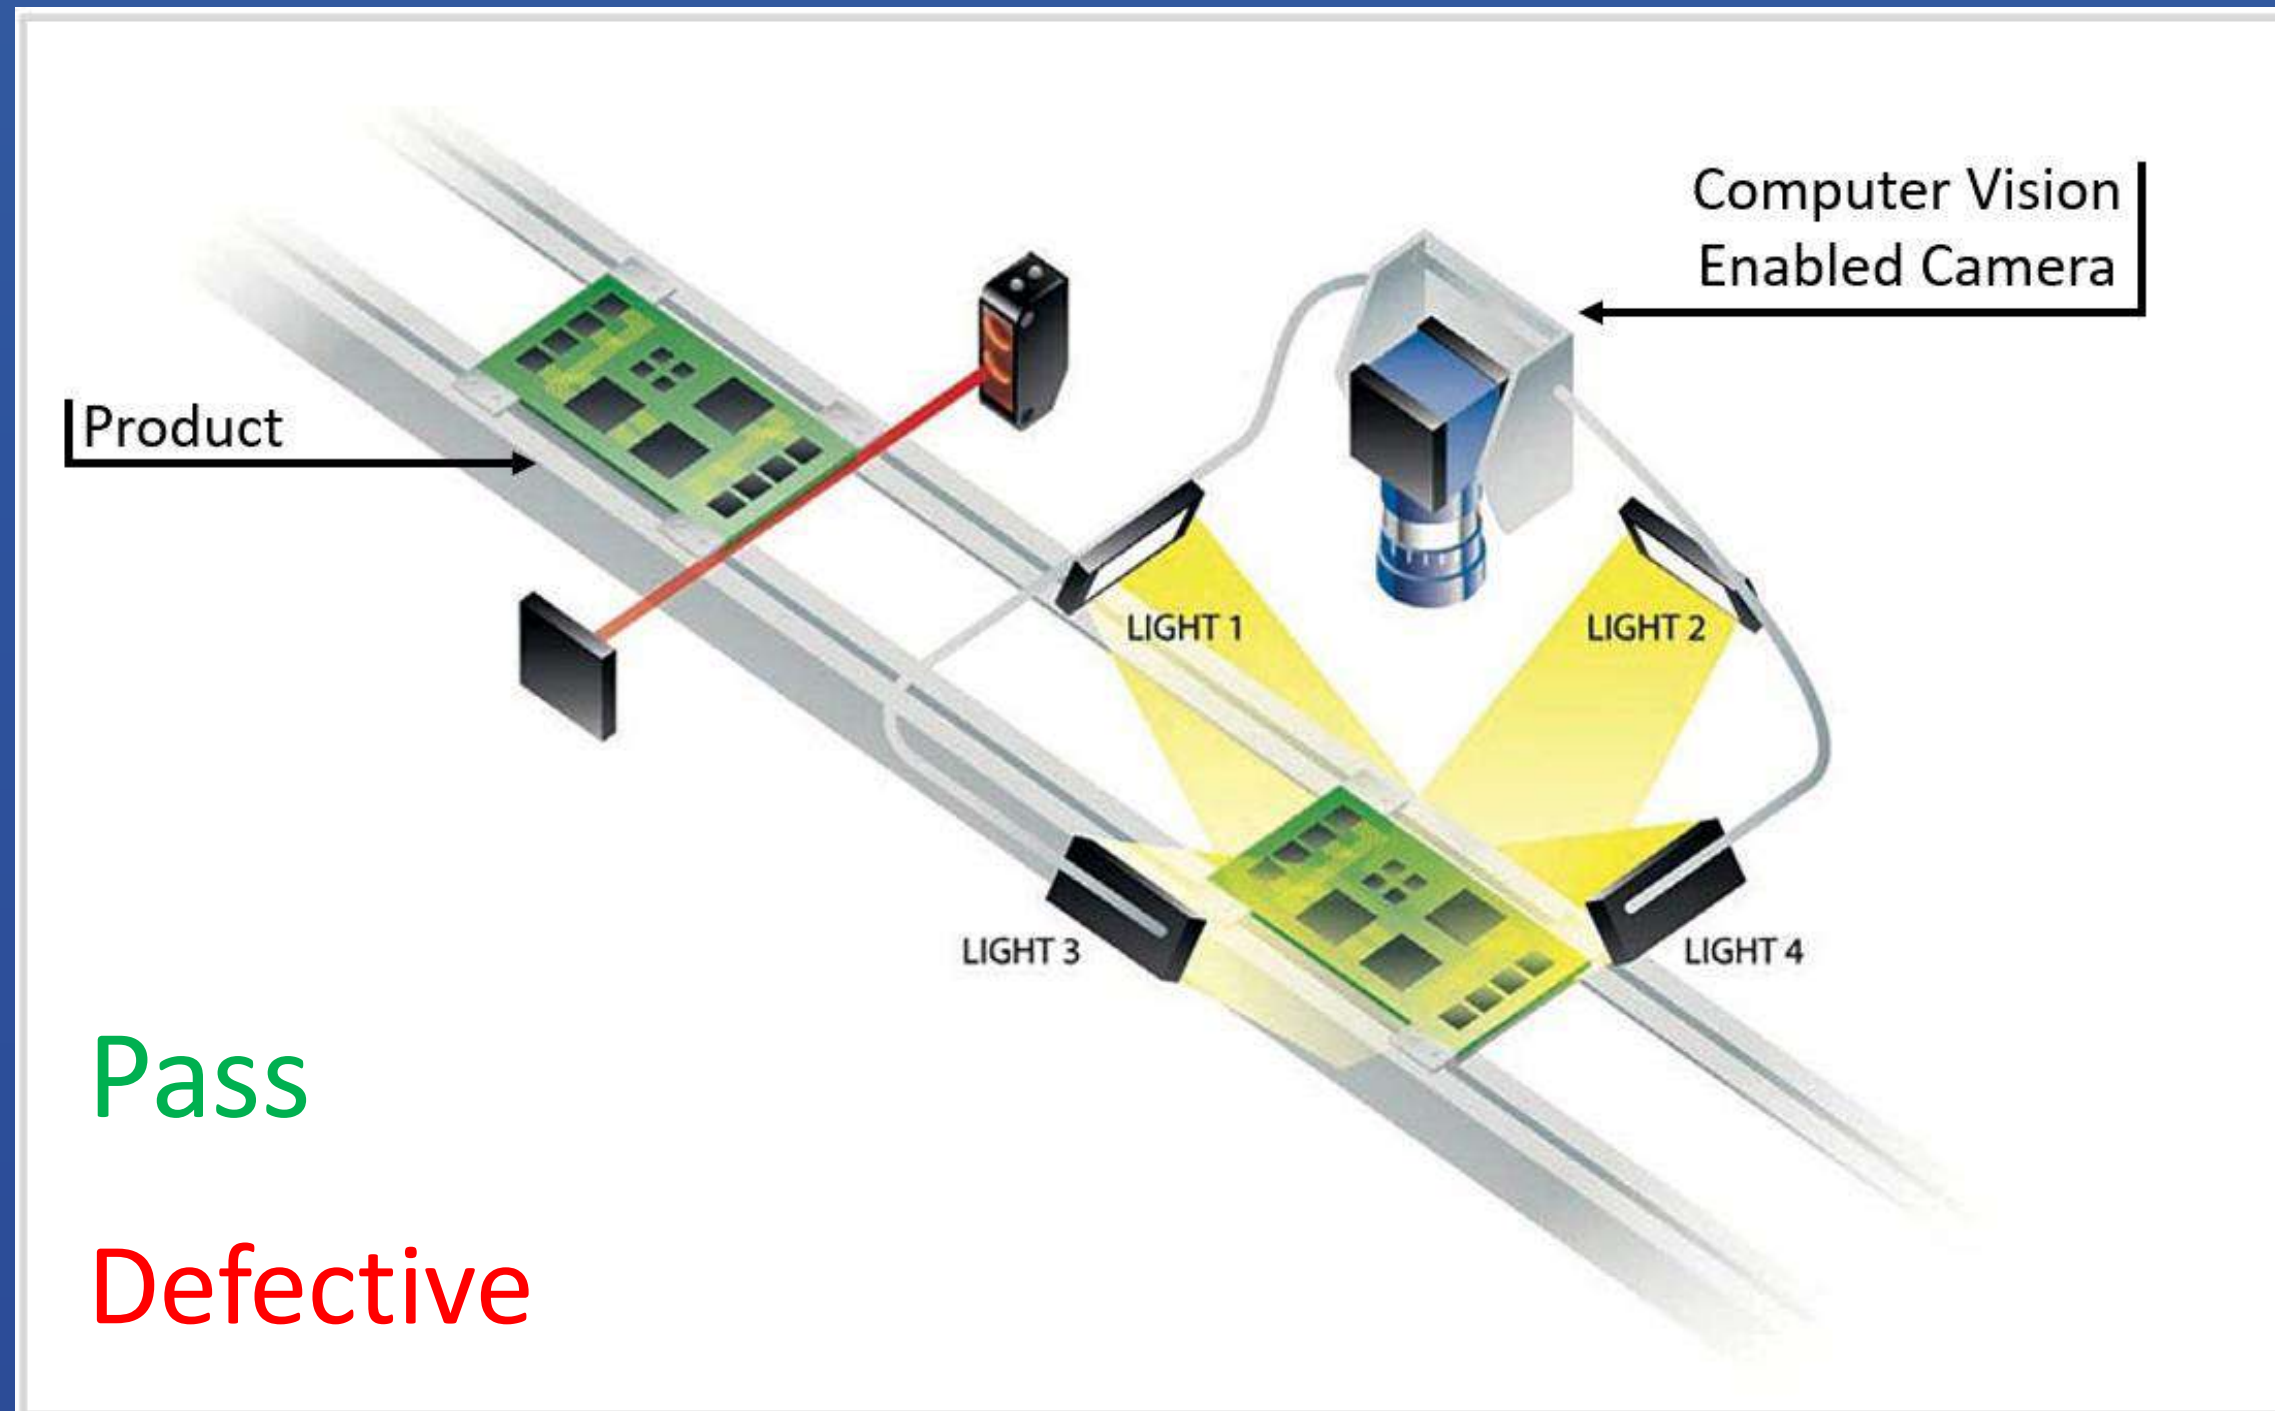 Computer Vision
Enabled Camera
Product
LIGHT 1
LIGHT 2
LIGHT 3
LIGHT 4
Pass
Defective